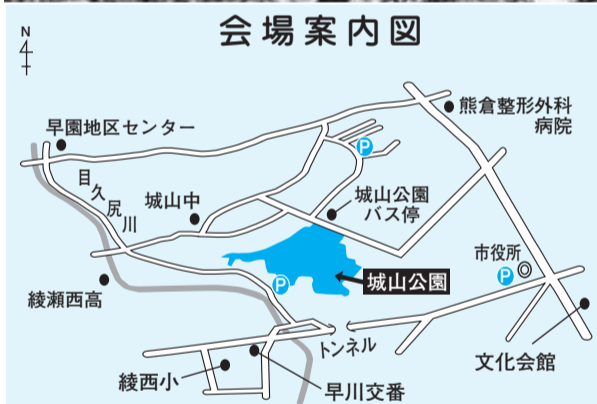 会場案内図
N
熊倉整形外科
病院
早園地区センター
P
目久尻川
城山中
城山公園
バス停
市役所
P
綾瀬西高
P
城山公園
トンネル
文化会館
綾西小
早川交番